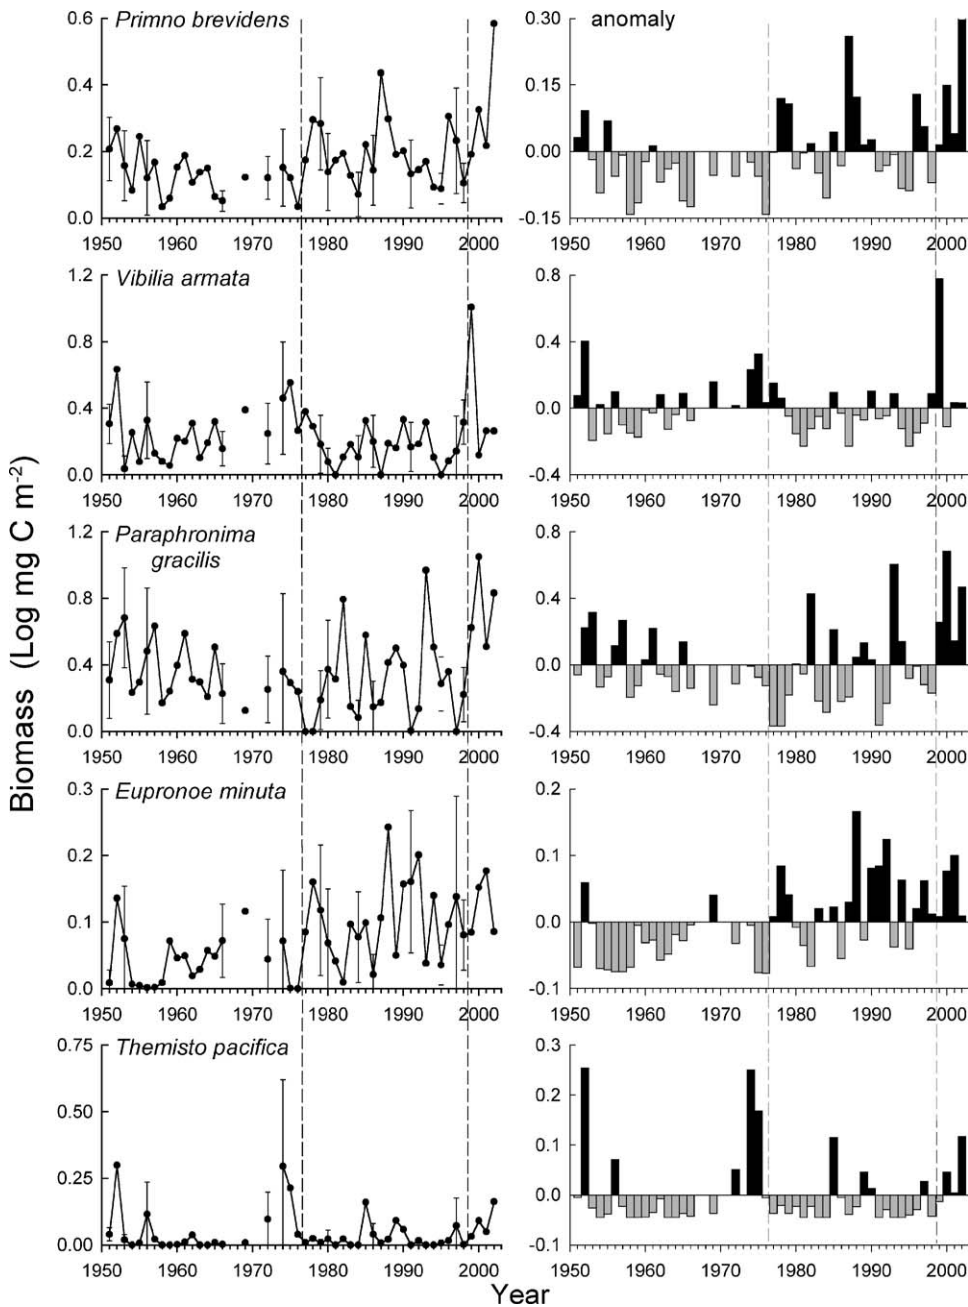 Primno brevidens
anomaly
0.6
0.4
0.2
0.0
1950 1960 1970 1980 1990 2000
0.30
0.15
0.00
-0.15
1950 1960 1970 1980 1990 2000
Vibilia armata
1.2
0.8
0.4
0.0
1950 1960 1970 1980 1990 2000
0.8
0.4
0.0
-0.4
1950 1960 1970 1980 1990 2000
Paraphronima
gracilis
1.2
0.8
0.4
0.0
1950 1960 1970 1980 1990 2000
0.8
0.4
0.0
-0.4
1950 1960 1970 1980 1990 2000
Eupronoe minuta
0.3
0.2
0.1
0.0
1950 1960 1970 1980 1990 2000
0.2
0.1
0.0
-0.1
1950 1960 1970 1980 1990 2000
Themisto pacifica
0.75
0.50
0.25
0.00
1950 1960 1970 1980 1990 2000
0.3
0.2
0.1
0.0
-0.1
1950 1960 1970 1980 1990 2000
Biomass (Log mg C m⁻²)
Year